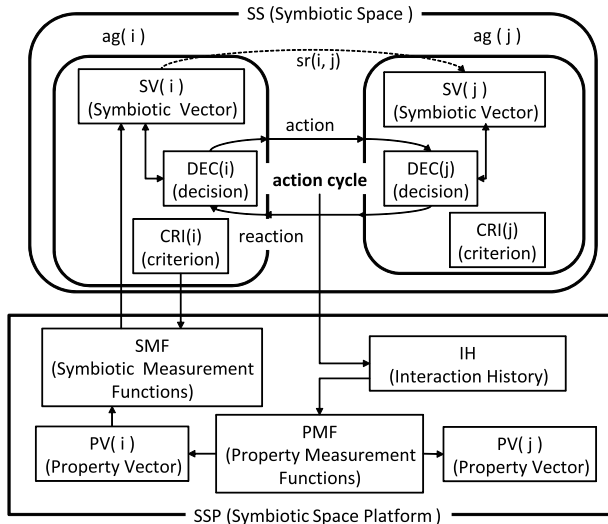 SS (Symbiotic Space )
ag( i )
ag ( j )
sr(i, j)
SV( i )
(Symbiotic Vector)
SV( j )
(Symbiotic Vector)
action
DEC(i)
(decision)
action cycle
DEC(j)
(decision)
CRI(i)
(criterion)
reaction
CRI(j)
(criterion)
SMF
(Symbiotic Measurement
Functions)
IH
(Interaction History)
PV( i )
(Property Vector)
PMF
(Property Measurement
Functions)
PV( j )
(Property Vector)
SSP (Symbiotic Space Platform )